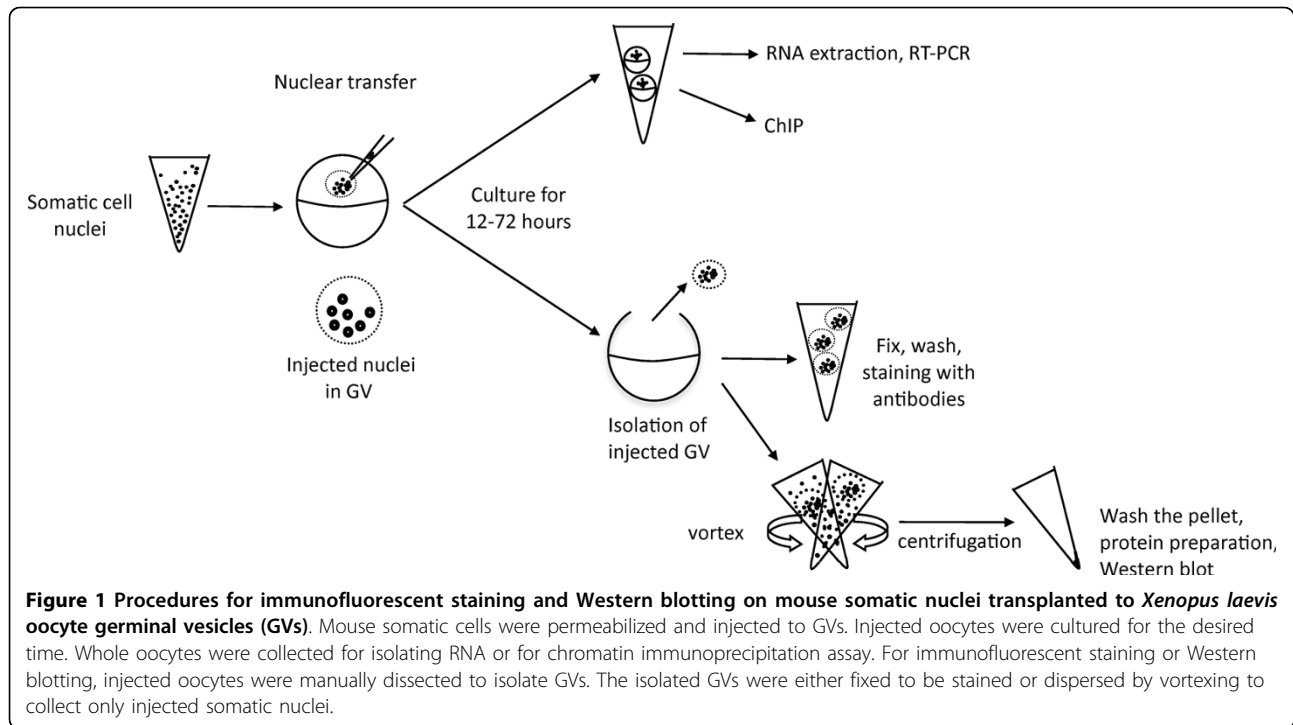 Nuclear transfer
RNA extraction, RT-PCR
ChIP
Somatic cell
nuclei
Culture for
12-72 hours
Injected nuclei
in GV
Isolation of
injected GV
Fix, wash,
staining with
antibodies
vortex
centrifugation
Wash the pellet,
protein preparation,
Western blot
Figure 1 Procedures for immunofluorescent staining and Western blotting on mouse somatic nuclei transplanted to Xenopus laevis
oocyte germinal vesicles (GVs). Mouse somatic cells were permeabilized and injected to GVs. Injected oocytes were cultured for the desired
time. Whole oocytes were collected for isolating RNA or for chromatin immunoprecipitation assay. For immunofluorescent staining or Western
blotting, injected oocytes were manually dissected to isolate GVs. The isolated GVs were either fixed to be stained or dispersed by vortexing to
collect only injected somatic nuclei.